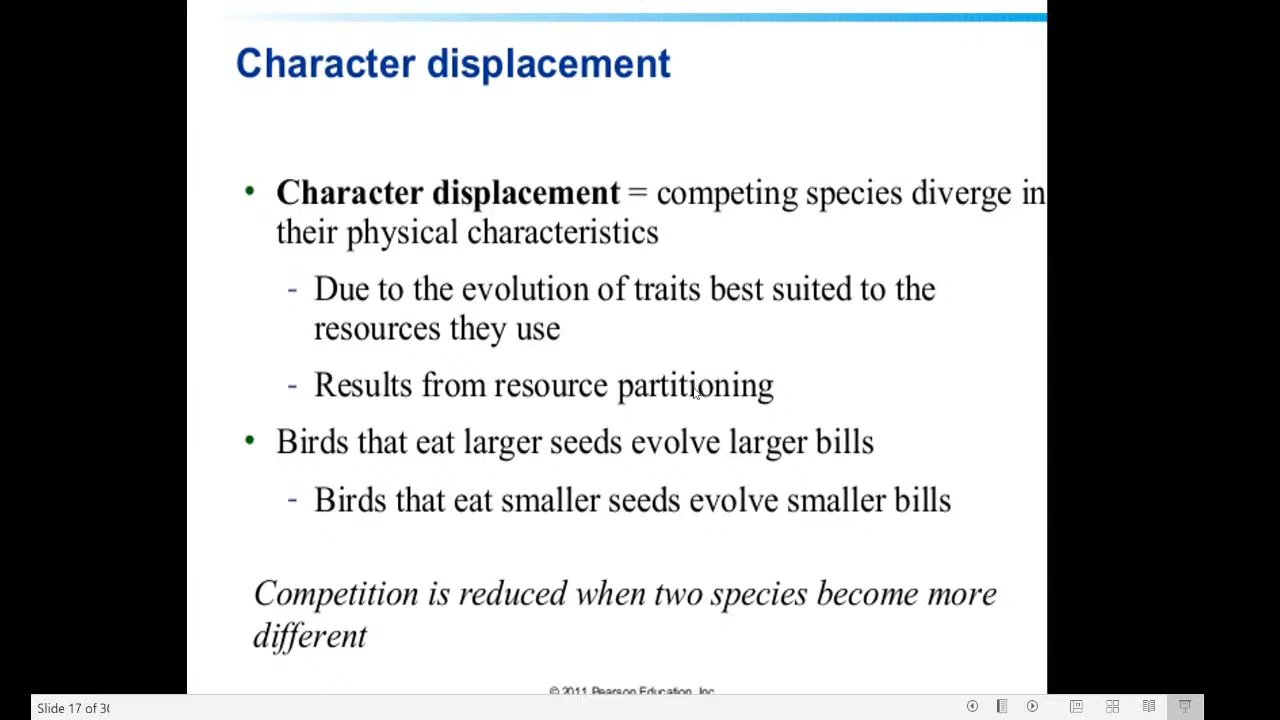 Character displacement
• Character displacement = competing species diverge in
their physical characteristics
- Due to the evolution of traits best suited to the
resources they use
- Results from resource partitioning
• Birds that eat larger seeds evolve larger bills
- Birds that eat smaller seeds evolve smaller bills
Competition is reduced when two species become more
different
© 2011 Pearson Education, Inc.
Slide 17 of